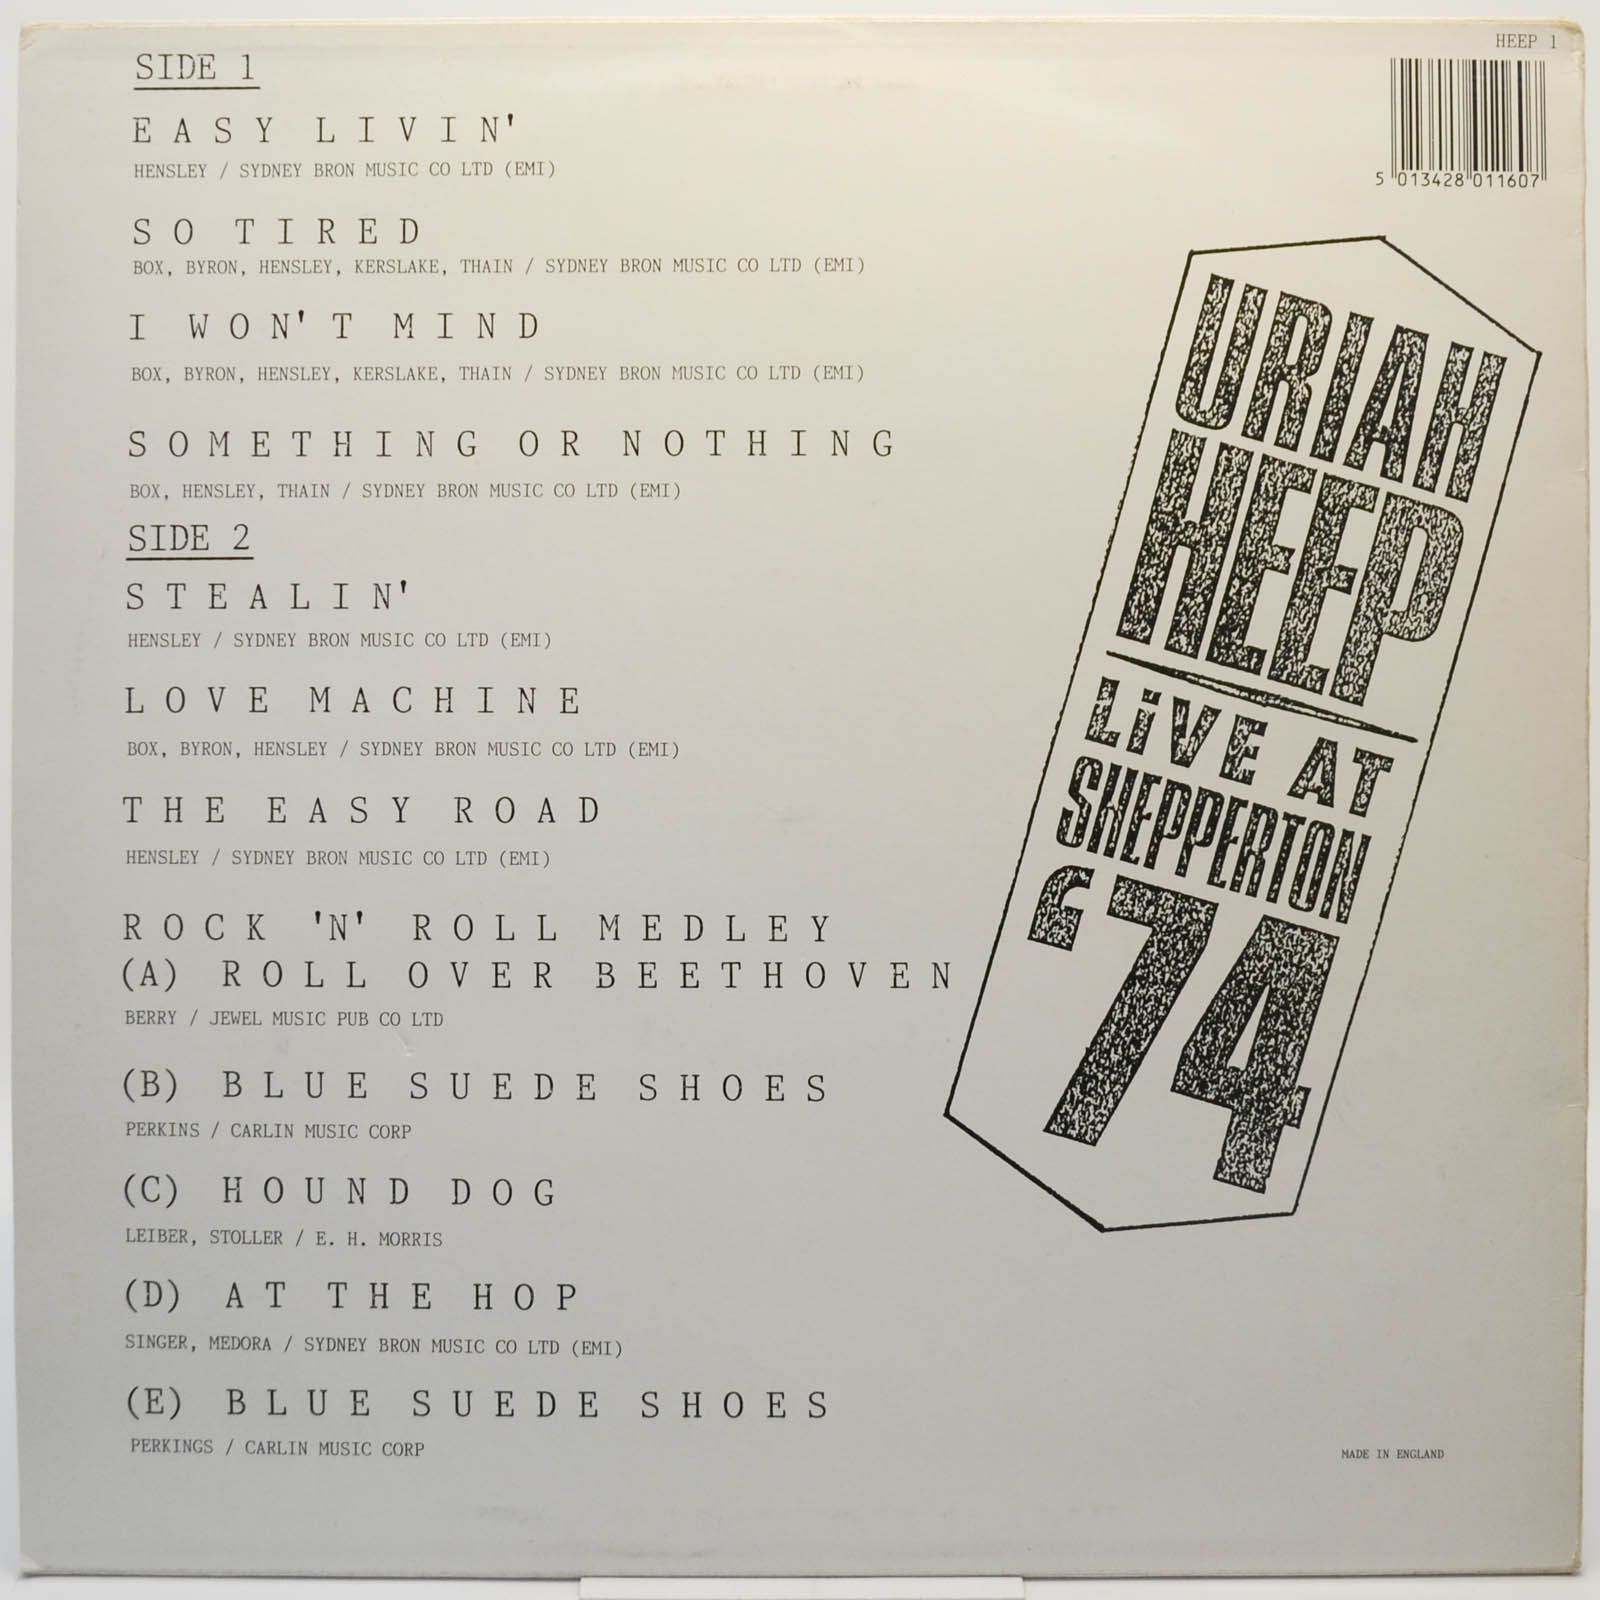 HEEP 1
5 013428 011607
SIDE 1
EASY LIVIN'
HENSLEY / SYDNEY BRON MUSIC CO LTD (EMI)
SO TIRED
BOX, BYRON, HENSLEY, KERSLAKE, THAIN / SYDNEY BRON MUSIC CO LTD (EMI)
I WON'T MIND
BOX, BYRON, HENSLEY, KERSLAKE, THAIN / SYDNEY BRON MUSIC CO LTD (EMI)
SOMETHING OR NOTHING
BOX, HENSLEY, THAIN / SYDNEY BRON MUSIC CO LTD (EMI)
SIDE 2
STEALIN'
HENSLEY / SYDNEY BRON MUSIC CO LTD (EMI)
LOVE MACHINE
BOX, BYRON, HENSLEY / SYDNEY BRON MUSIC CO LTD (EMI)
THE EASY ROAD
HENSLEY / SYDNEY BRON MUSIC CO LTD (EMI)
ROCK 'N' ROLL MEDLEY
(A) ROLL OVER BEETHOVEN
BERRY / JEWEL MUSIC PUB CO LTD
(B) BLUE SUEDE SHOES
PERKINS / CARLIN MUSIC CORP
(C) HOUND DOG
LEIBER, STOLLER / E. H. MORRIS
(D) AT THE HOP
SINGER, MEDORA / SYDNEY BRON MUSIC CO LTD (EMI)
(E) BLUE SUEDE SHOES
PERKINGS / CARLIN MUSIC CORP
URIAH
HEEP
LiVE AT
SHEPPERTON
'74
MADE IN ENGLAND